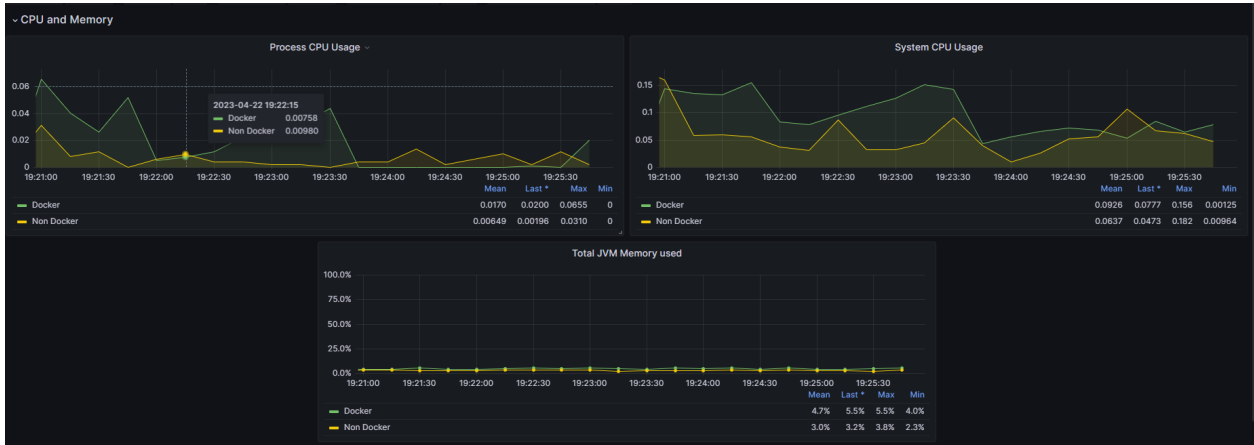 CPU and Memory
Process CPU Usage
0.06
0.04
0.02
0
2023-04-22 19:22:15
Docker 0.00758
Non Docker 0.00980
19:21:00 19:21:30 19:22:00 19:22:30 19:23:00 19:23:30 19:24:00 19:24:30 19:25:00 19:25:30
Mean Last * Max Min
Docker 0.0170 0.0200 0.0655 0
Non Docker 0.00649 0.00196 0.0310 0
System CPU Usage
0.15
0.1
0.05
0
19:21:00 19:21:30 19:22:00 19:22:30 19:23:00 19:23:30 19:24:00 19:24:30 19:25:00 19:25:30
Mean Last * Max Min
Docker 0.0926 0.0777 0.156 0.00125
Non Docker 0.0637 0.0473 0.182 0.00964
Total JVM Memory used
100.0%
75.0%
50.0%
25.0%
0.0%
19:21:00 19:21:30 19:22:00 19:22:30 19:23:00 19:23:30 19:24:00 19:24:30 19:25:00 19:25:30
Mean Last * Max Min
Docker 4.7% 5.5% 5.5% 4.0%
Non Docker 3.0% 3.2% 3.8% 2.3%